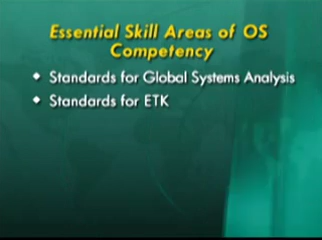 Essential Skill Areas of OS
Competency
◆ Standards for Global Systems Analysis
◆ Standards for ETK